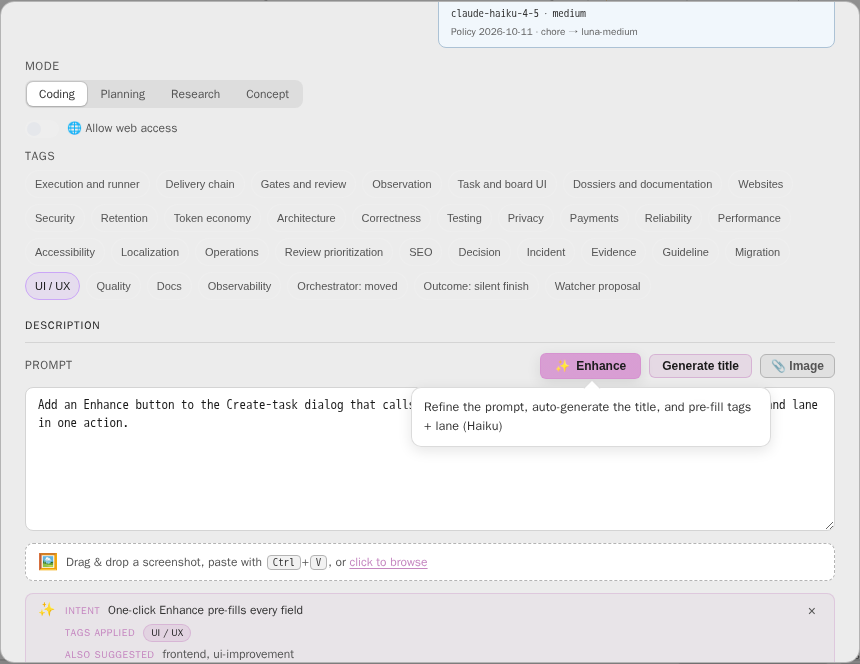 claude-haiku-4-5 · medium
Policy 2026-10-11 · chore → luna-medium
MODE
Coding Planning Research Concept
Allow web access
TAGS
Execution and runner Delivery chain Gates and review Observation Task and board UI Dossiers and documentation Websites
Security Retention Token economy Architecture Correctness Testing Privacy Payments Reliability Performance
Accessibility Localization Operations Review prioritization SEO Decision Incident Evidence Guideline Migration
UI / UX Quality Docs Observability Orchestrator: moved Outcome: silent finish Watcher proposal
DESCRIPTION
PROMPT Enhance Generate title Image
Add an Enhance button to the Create-task dialog that calls nd lane
in one action.
Refine the prompt, auto-generate the title, and pre-fill tags
+ lane (Haiku)
Drag & drop a screenshot, paste with Ctrl+V, or click to browse
INTENT One-click Enhance pre-fills every field ×
TAGS APPLIED UI / UX
ALSO SUGGESTED frontend, ui-improvement